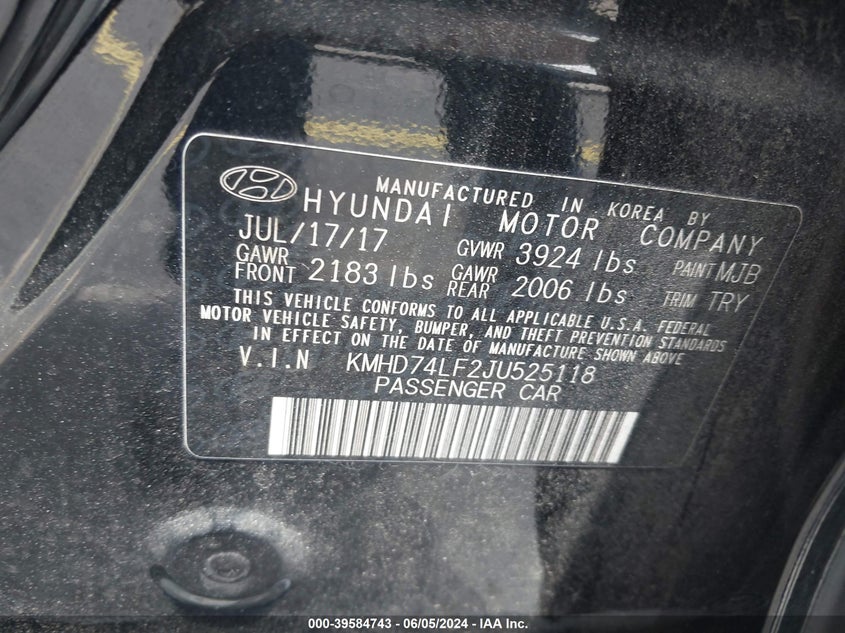 MANUFACTURED IN KOREA BY
HYUNDAI MOTOR COMPANY
JUL/17/17 GVWR 3924 lbs PAINT MJB
GAWR FRONT 2183 lbs GAWR REAR 2006 lbs TRIM TRY
THIS VEHICLE CONFORMS TO ALL APPLICABLE U.S.A. FEDERAL
MOTOR VEHICLE SAFETY, BUMPER, AND THEFT PREVENTION STANDARDS
IN EFFECT ON THE DATE OF MANUFACTURE SHOWN ABOVE
V.I.N KMHD74LF2JU525118
PASSENGER CAR
000-39584743 - 06/05/2024 - IAA Inc.